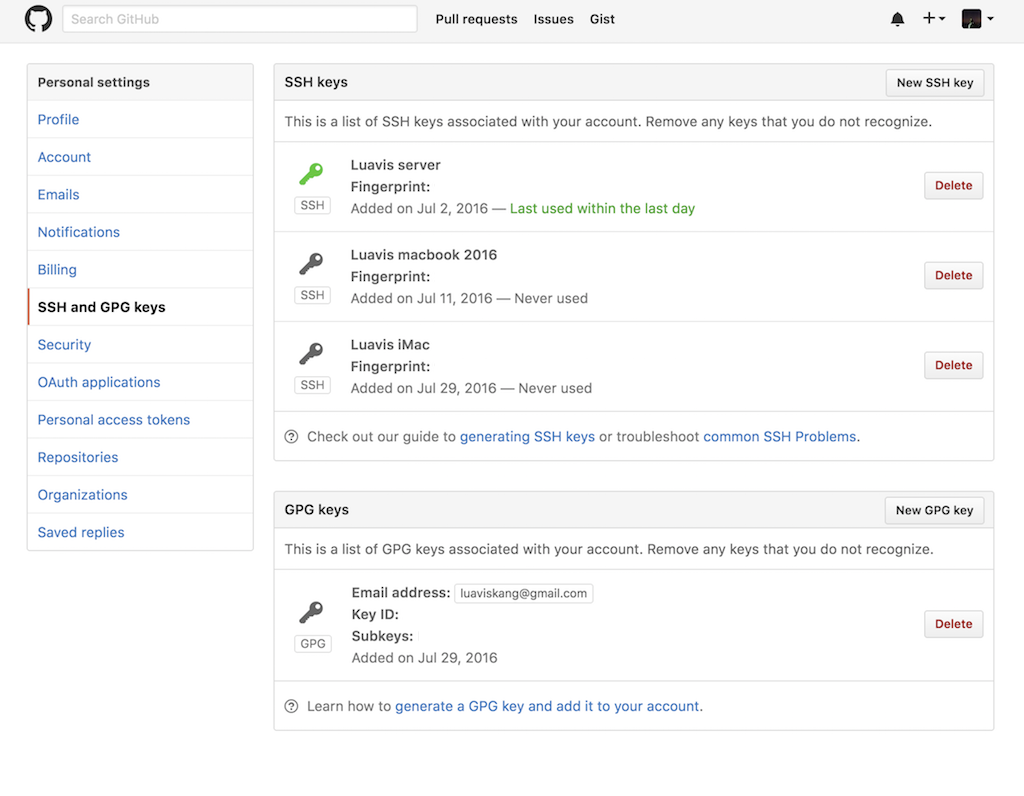 Search GitHub Pull requests Issues Gist
Personal settings
Profile
Account
Emails
Notifications
Billing
SSH and GPG keys
Security
OAuth applications
Personal access tokens
Repositories
Organizations
Saved replies
SSH keys New SSH key
This is a list of SSH keys associated with your account. Remove any keys that you do not recognize.
Luavis server
Fingerprint:
SSH
Added on Jul 2, 2016 — Last used within the last day
Delete
Luavis macbook 2016
Fingerprint:
SSH
Added on Jul 11, 2016 — Never used
Delete
Luavis iMac
Fingerprint:
SSH
Added on Jul 29, 2016 — Never used
Delete
Check out our guide to generating SSH keys or troubleshoot common SSH Problems.
GPG keys New GPG key
This is a list of GPG keys associated with your account. Remove any keys that you do not recognize.
Email address: luaviskang@gmail.com
Key ID:
Subkeys:
GPG
Added on Jul 29, 2016
Delete
Learn how to generate a GPG key and add it to your account.